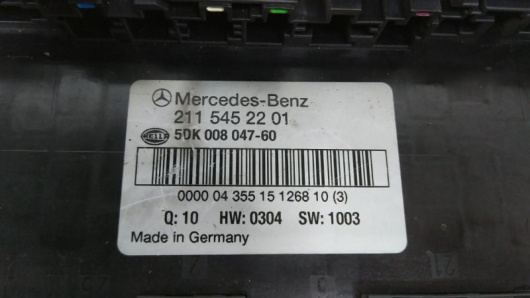 Mercedes-Benz
211 545 22 01
HELLA 5DK 008 047-60
0000 04 355 15 1268 10 (3)
Q: 10 HW: 0304 SW: 1003
Made in Germany